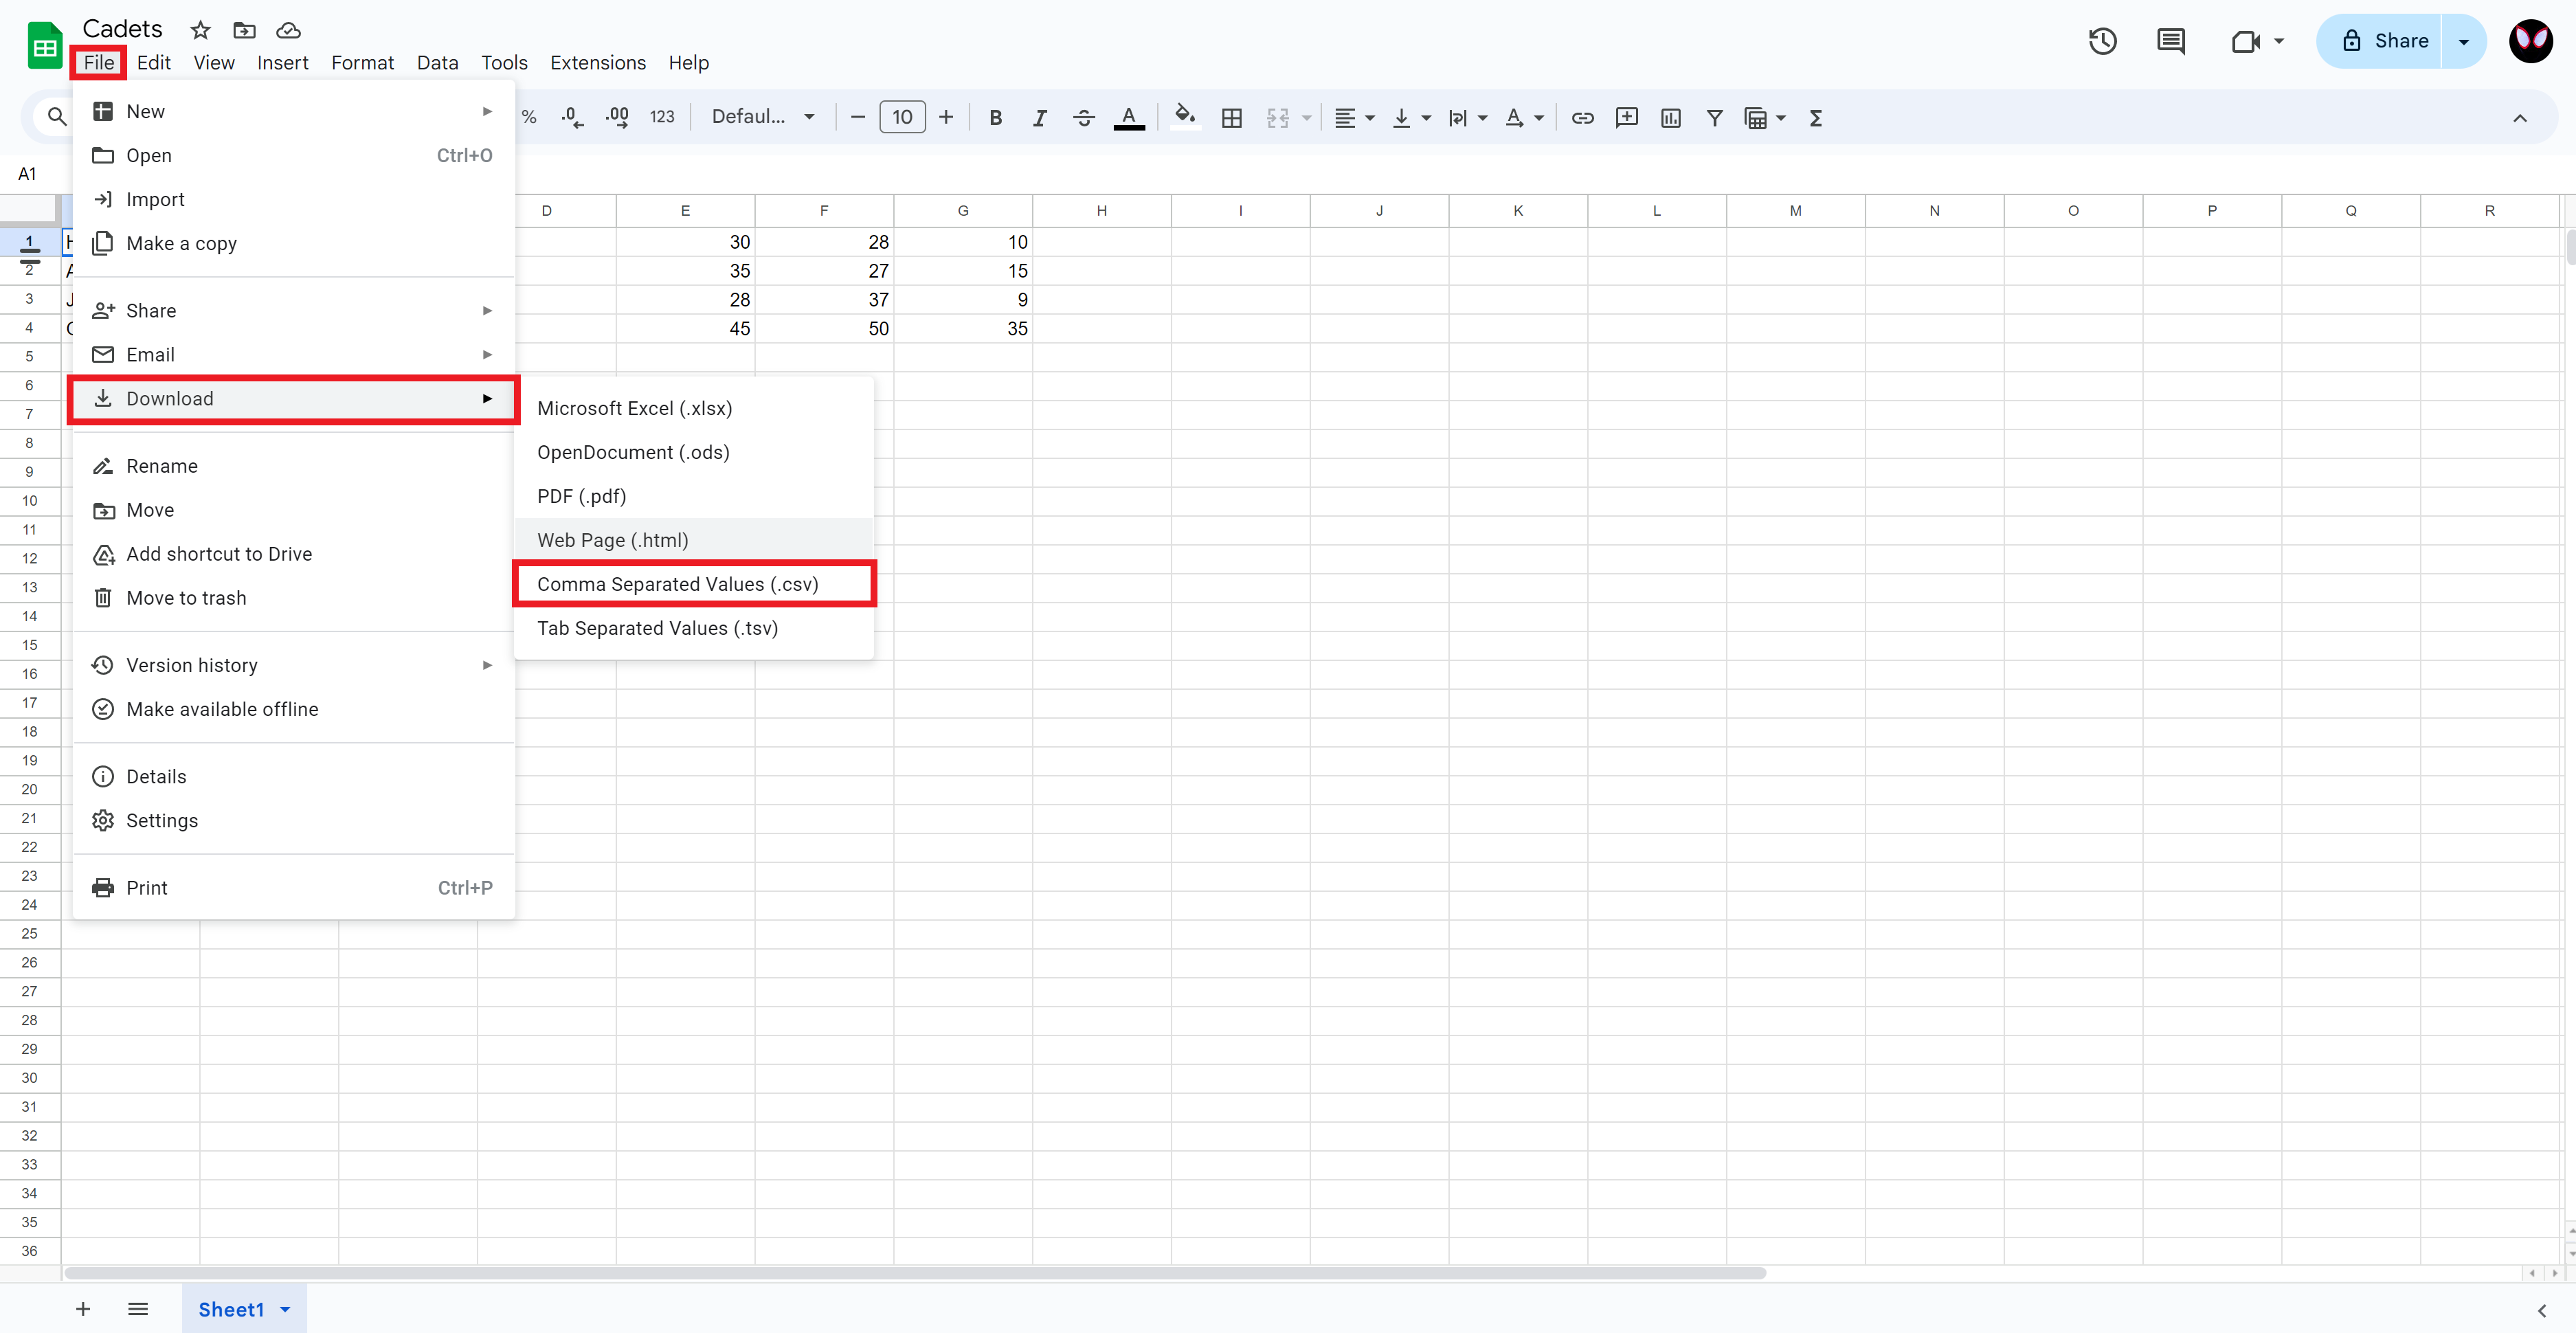 Cadets
File Edit View Insert Format Data Tools Extensions Help
Share
% .0 .00 123 Defaul... 10 B I A A Σ
A1
New
Open Ctrl+O
Import
Make a copy
Share
Email
Download
Rename
Move
Add shortcut to Drive
Move to trash
Version history
Make available offline
Details
Settings
Print Ctrl+P
Microsoft Excel (.xlsx)
OpenDocument (.ods)
PDF (.pdf)
Web Page (.html)
Comma Separated Values (.csv)
Tab Separated Values (.tsv)
D E F G H I J K L M N O P Q R
1 H 30 28 10
2 A 35 27 15
3 J 28 37 9
4 45 50 35
5
6
7
8
9
10
11
12
13
14
15
16
17
18
19
20
21
22
23
24
25
26
27
28
29
30
31
32
33
34
35
36
Sheet1